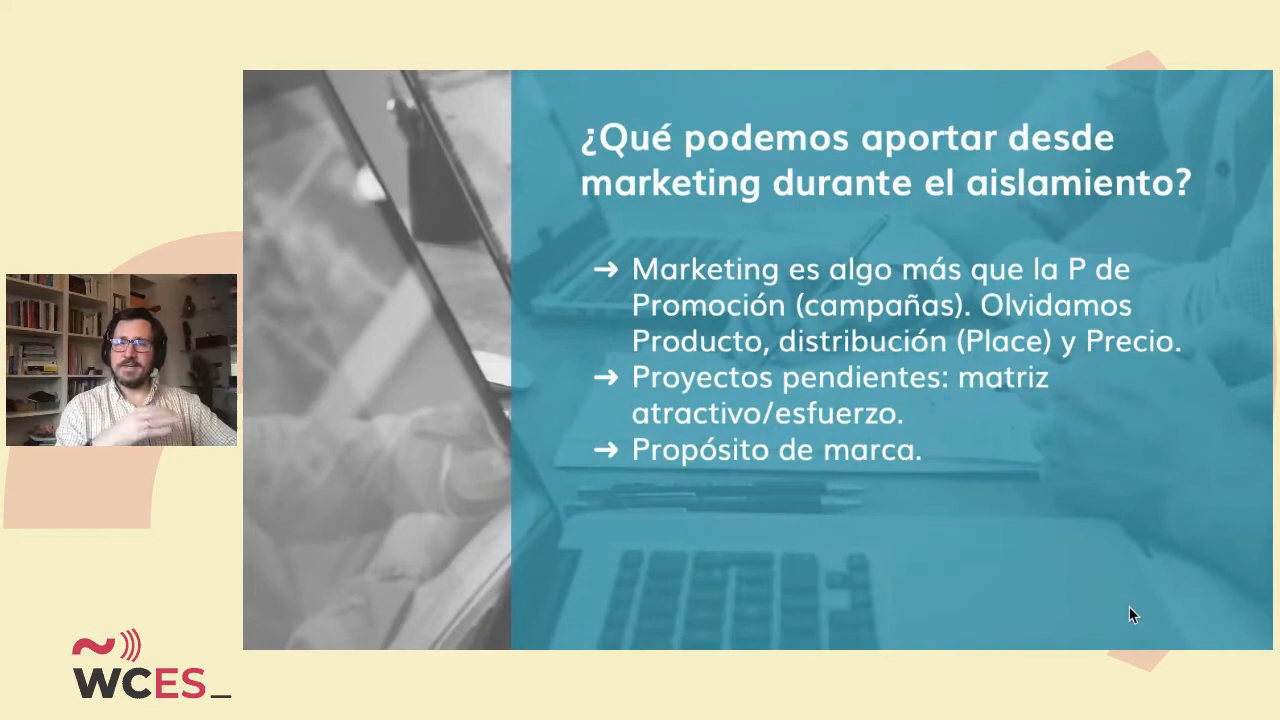 ¿Qué podemos aportar desde
marketing durante el aislamiento?
➜ Marketing es algo más que la P de
Promoción (campañas). Olvidamos
Producto, distribución (Place) y Precio.
➜ Proyectos pendientes: matriz
atractivo/esfuerzo.
➜ Propósito de marca.
WCES_